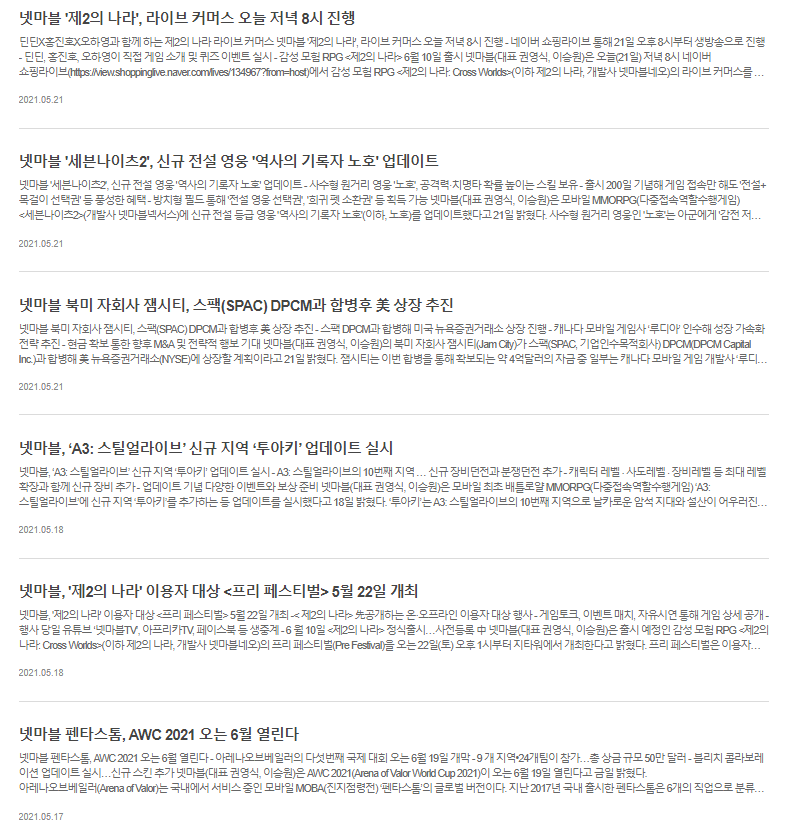 넷마블 '제2의 나라', 라이브 커머스 오늘 저녁 8시 진행
딘딘X홍진호X오하영과 함께 하는 제2의 나라 라이브 커머스 넷마블 '제2의 나라', 라이브 커머스 오늘 저녁 8시 진행 - 네이버 쇼핑라이브 통해 21일 오후 8시부터 생방송으로 진행
- 딘딘, 홍진호, 오하영이 직접 게임 소개 및 퀴즈 이벤트 실시 - 감성 모험 RPG <제2의 나라> 6월 10일 출시 넷마블(대표 권영식, 이승원)은 오늘(21일) 저녁 8시 네이버
쇼핑라이브(https://view.shoppinglive.naver.com/lives/134967?from=host)에서 감성 모험 RPG <제2의 나라: Cross Worlds>(이하 제2의 나라, 개발사 넷마블네오)의 라이브 커머스를 …
2021.05.21
넷마블 '세븐나이츠2', 신규 전설 영웅 '역사의 기록자 노호' 업데이트
넷마블 '세븐나이츠2', 신규 전설 영웅 '역사의 기록자 노호' 업데이트 - 사수형 원거리 영웅 '노호', 공격력·치명타 확률 높이는 스킬 보유 - 출시 200일 기념해 게임 접속만 해도 '전설+
목걸이 선택권' 등 풍성한 혜택 - 방치형 필드 통해 '전설 영웅 선택권', '희귀 펫 소환권' 등 획득 가능 넷마블(대표 권영식, 이승원)은 모바일 MMORPG(다중접속역할수행게임)
<세븐나이츠2>(개발사 넷마블넥서스)에 신규 전설 등급 영웅 '역사의 기록자 노호'(이하, 노호)를 업데이트했다고 21일 밝혔다. 사수형 원거리 영웅인 '노호'는 아군에게 '감전 저…
2021.05.21
넷마블 북미 자회사 잼시티, 스팩(SPAC) DPCM과 합병후 美 상장 추진
넷마블 북미 자회사 잼시티, 스팩(SPAC) DPCM과 합병후 美 상장 추진 - 스팩 DPCM과 합병해 미국 뉴욕증권거래소 상장 진행 - 캐나다 모바일 게임사 '루디아' 인수해 성장 가속화
전략 추진 - 현금 확보 통한 향후 M&A 및 전략적 행보 기대 넷마블(대표 권영식, 이승원)의 북미 자회사 잼시티(Jam City)가 스팩(SPAC, 기업인수목적회사) DPCM(DPCM Capital
Inc.)과 합병해 美 뉴욕증권거래소(NYSE)에 상장할 계획이라고 21일 밝혔다. 잼시티는 이번 합병을 통해 확보되는 약 4억달러의 자금 중 일부는 캐나다 모바일 게임 개발사 '루디…
2021.05.21
넷마블, ‘A3: 스틸얼라이브’ 신규 지역 ‘투아키’ 업데이트 실시
넷마블, ‘A3: 스틸얼라이브’ 신규 지역 ‘투아키’ 업데이트 실시 - A3: 스틸얼라이브의 10번째 지역 … 신규 장비던전과 분쟁던전 추가 - 캐릭터 레벨 · 사도레벨 · 장비레벨 등 최대 레벨
확장과 함께 신규 장비 추가 - 업데이트 기념 다양한 이벤트와 보상 준비 넷마블(대표 권영식, 이승원)은 모바일 최초 배틀로얄 MMORPG(다중접속역할수행게임) ‘A3:
스틸얼라이브’에 신규 지역 ‘투아키’를 추가하는 등 업데이트를 실시했다고 18일 밝혔다. ‘투아키’는 A3: 스틸얼라이브의 10번째 지역으로 날카로운 암석 지대와 설산이 어우러진…
2021.05.18
넷마블, '제2의 나라' 이용자 대상 <프리 페스티벌> 5월 22일 개최
넷마블, '제2의 나라' 이용자 대상 <프리 페스티벌> 5월 22일 개최 -< 제2의 나라> 先공개하는 온·오프라인 이용자 대상 행사 - 게임토크, 이벤트 매치, 자유시연 통해 게임 상세 공개 -
행사 당일 유튜브 ‘넷마블TV’, 아프리카TV, 페이스북 등 생중계 - 6 월 10일 <제2의 나라> 정식출시…사전등록 中 넷마블(대표 권영식, 이승원)은 출시 예정인 감성 모험 RPG <제2의
나라: Cross Worlds>(이하 제2의 나라, 개발사 넷마블네오)의 프리 페스티벌(Pre Festival)을 오는 22일(토) 오후 1시부터 지타워에서 개최한다고 밝혔다. 프리 페스티벌은 이용자…
2021.05.18
넷마블 펜타스톰, AWC 2021 오는 6월 열린다
넷마블 펜타스톰, AWC 2021 오는 6월 열린다 - 아레나오브베일러의 다섯번째 국제 대회 오는 6월 19일 개막 - 9 개 지역•24개팀이 참가…총 상금 규모 50만 달러 - 블리치 콜라보레
이션 업데이트 실시…신규 스킨 추가 넷마블(대표 권영식, 이승원)은 AWC 2021(Arena of Valor World Cup 2021)이 오는 6월 19일 열린다고 금일 밝혔다.
아레나오브베일러(Arena of Valor)는 국내에서 서비스 중인 모바일 MOBA(진지점령전) ‘펜타스톰’의 글로벌 버전이다. 지난 2017년 국내 출시한 펜타스톰은 6개의 직업으로 분류…
2021.05.17